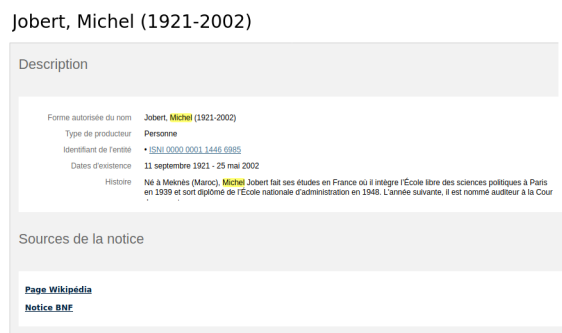 Jobert, Michel (1921-2002)
Description
Forme autorisée du nom Jobert, Michel (1921-2002)
Type de producteur Personne
Identifiant de l'entité • ISNI 0000 0001 1446 6985
Dates d'existence 11 septembre 1921 - 25 mai 2002
Histoire Né à Meknès (Maroc), Michel Jobert fait ses études en France où il intègre l'École libre des sciences politiques à Paris
en 1939 et sort diplômé de l'École nationale d'administration en 1948. L'année suivante, il est nommé auditeur à la Cour
Sources de la notice
Page Wikipédia
Notice BNF